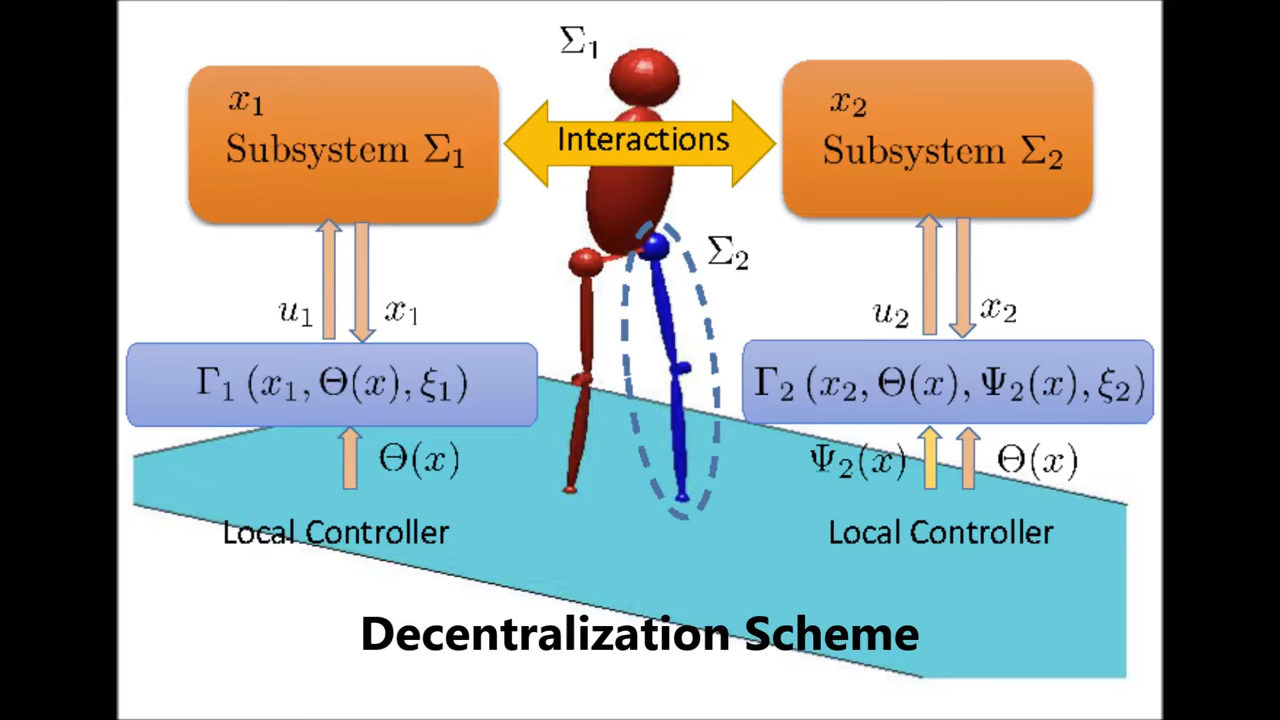 Σ₁
x₁
Subsystem Σ₁
Interactions
x₂
Subsystem Σ₂
Σ₂
u₁
x₁
u₂
x₂
Γ₁ (x₁, Θ(x), ξ₁)
Γ₂ (x₂, Θ(x), Ψ₂(x), ξ₂)
Θ(x)
Ψ₂(x)
Θ(x)
Local Controller
Local Controller
Decentralization Scheme